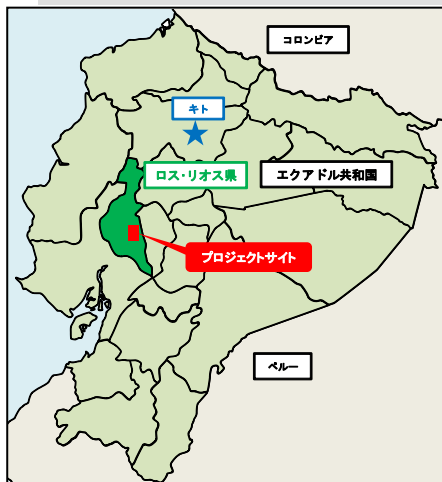 コロンビア
キト
ロス・リオス県
エクアドル共和国
プロジェクトサイト
ペルー